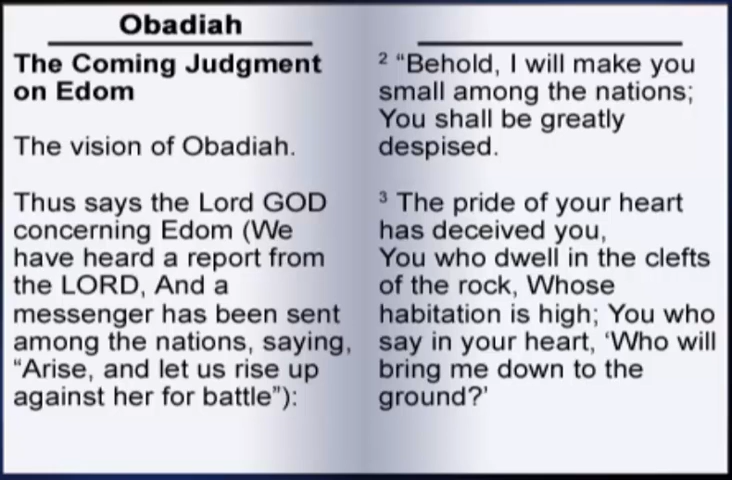 Obadiah
The Coming Judgment
on Edom
The vision of Obadiah.
Thus says the Lord GOD
concerning Edom (We
have heard a report from
the LORD, And a
messenger has been sent
among the nations, saying,
“Arise, and let us rise up
against her for battle”):
² “Behold, I will make you
small among the nations;
You shall be greatly
despised.
³ The pride of your heart
has deceived you,
You who dwell in the clefts
of the rock, Whose
habitation is high; You who
say in your heart, ‘Who will
bring me down to the
ground?’